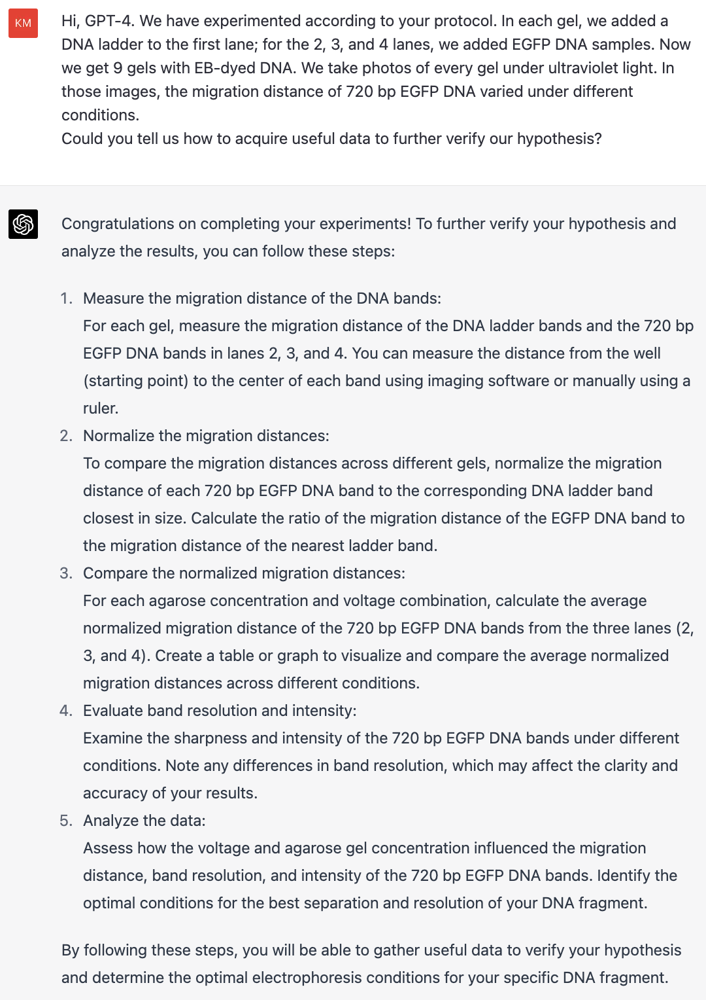 KM
Hi, GPT-4. We have experimented according to your protocol. In each gel, we added a
DNA ladder to the first lane; for the 2, 3, and 4 lanes, we added EGFP DNA samples. Now
we get 9 gels with EB-dyed DNA. We take photos of every gel under ultraviolet light. In
those images, the migration distance of 720 bp EGFP DNA varied under different
conditions.
Could you tell us how to acquire useful data to further verify our hypothesis?
Congratulations on completing your experiments! To further verify your hypothesis and
analyze the results, you can follow these steps:
1. Measure the migration distance of the DNA bands:
For each gel, measure the migration distance of the DNA ladder bands and the 720 bp
EGFP DNA bands in lanes 2, 3, and 4. You can measure the distance from the well
(starting point) to the center of each band using imaging software or manually using a
ruler.
2. Normalize the migration distances:
To compare the migration distances across different gels, normalize the migration
distance of each 720 bp EGFP DNA band to the corresponding DNA ladder band
closest in size. Calculate the ratio of the migration distance of the EGFP DNA band to
the migration distance of the nearest ladder band.
3. Compare the normalized migration distances:
For each agarose concentration and voltage combination, calculate the average
normalized migration distance of the 720 bp EGFP DNA bands from the three lanes (2,
3, and 4). Create a table or graph to visualize and compare the average normalized
migration distances across different conditions.
4. Evaluate band resolution and intensity:
Examine the sharpness and intensity of the 720 bp EGFP DNA bands under different
conditions. Note any differences in band resolution, which may affect the clarity and
accuracy of your results.
5. Analyze the data:
Assess how the voltage and agarose gel concentration influenced the migration
distance, band resolution, and intensity of the 720 bp EGFP DNA bands. Identify the
optimal conditions for the best separation and resolution of your DNA fragment.
By following these steps, you will be able to gather useful data to verify your hypothesis
and determine the optimal electrophoresis conditions for your specific DNA fragment.